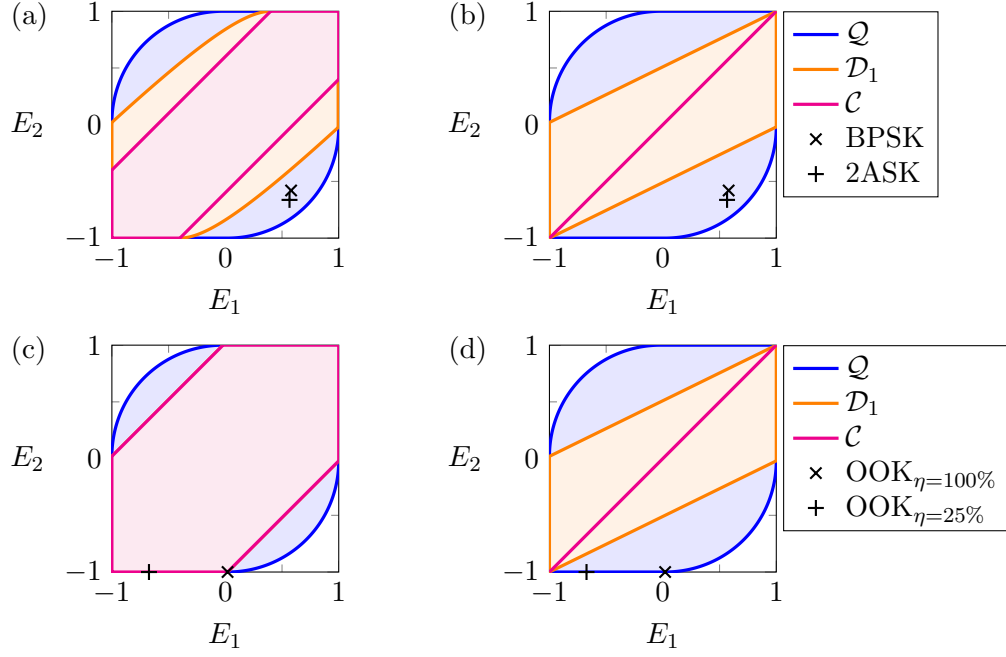 (a)
1
0
−1
E₂
−1
0
1
E₁
(b)
1
0
−1
E₂
−1
0
1
E₁
𝒬
𝒟₁
𝒞
BPSK
2ASK
(c)
1
0
−1
E₂
−1
0
1
E₁
(d)
1
0
−1
E₂
−1
0
1
E₁
𝒬
𝒟₁
𝒞
OOK_{η=100%}
OOK_{η=25%}